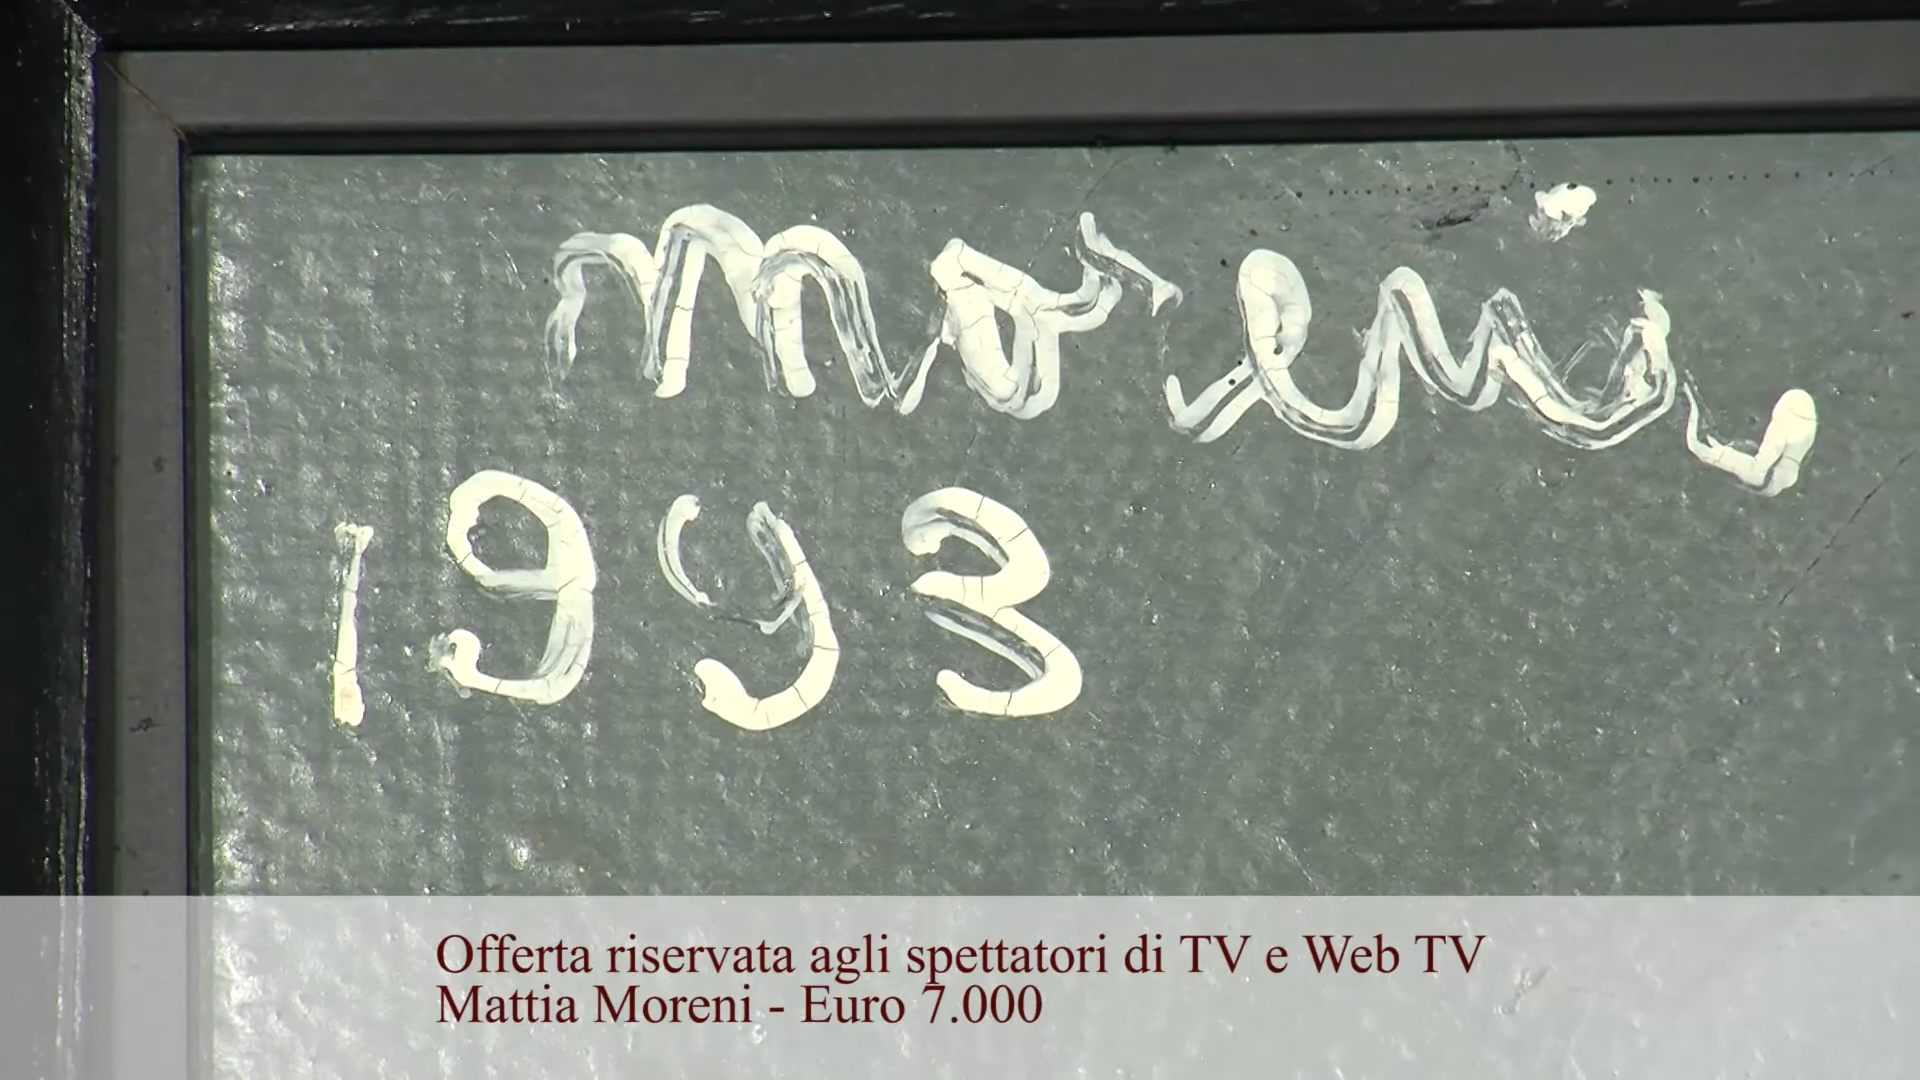 moreni
1993
Offerta riservata agli spettatori di TV e Web TV
Mattia Moreni - Euro 7.000